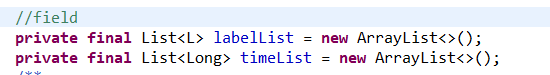 //field
private final List<L> labelList = new ArrayList<>();
private final List<Long> timeList = new ArrayList<>();
/**